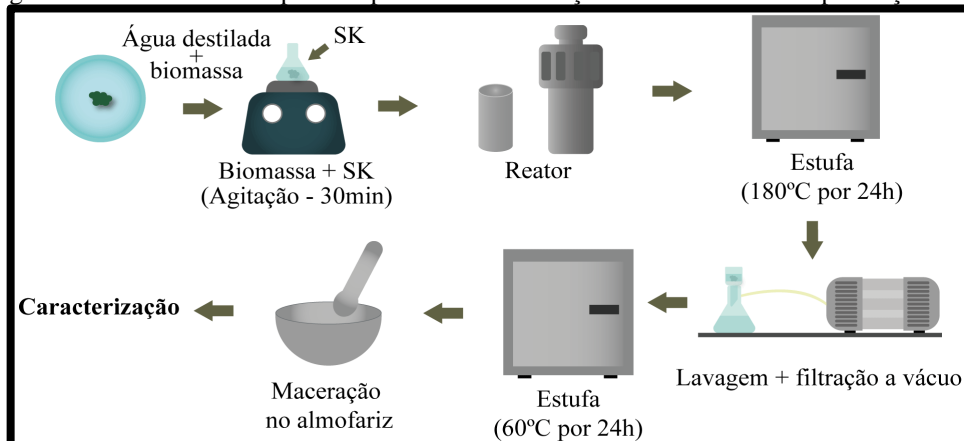 Água destilada
+
biomassa
SK
Biomassa + SK
(Agitação - 30min)
Reator
Estufa
(180ºC por 24h)
Lavagem + filtração a vácuo
Estufa
(60ºC por 24h)
Maceração
no almofariz
Caracterização